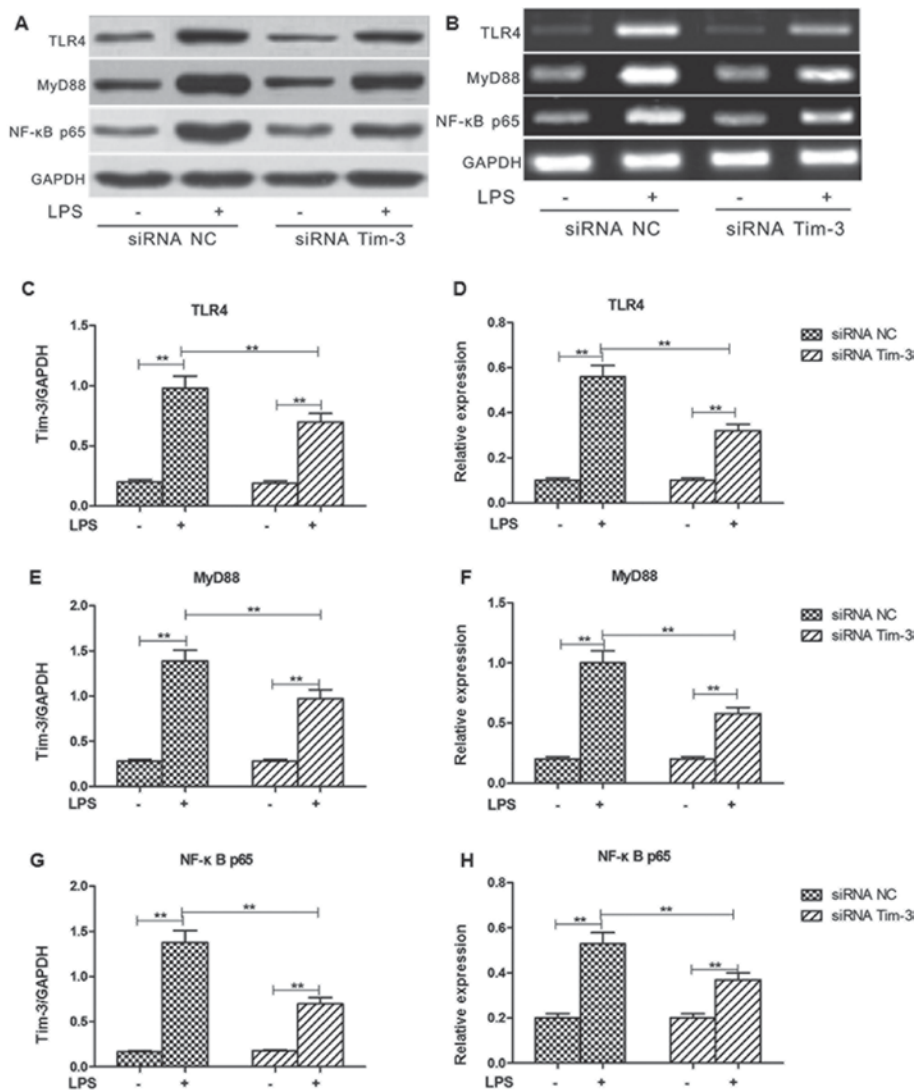 A
TLR4
MyD88
NF-κB p65
GAPDH
LPS - + - +
siRNA NC siRNA Tim-3
B
TLR4
MyD88
NF-κB p65
GAPDH
LPS - + - +
siRNA NC siRNA Tim-3
C
TLR4
Tim-3/GAPDH
1.5
1.0
0.5
0.0
** ** **
LPS - + - +
D
TLR4
Relative expression
0.8
0.6
0.4
0.2
0.0
** ** **
LPS - + - +
siRNA NC
siRNA Tim-3
E
MyD88
Tim-3/GAPDH
2.0
1.5
1.0
0.5
0.0
** ** **
LPS - + - +
F
MyD88
Relative expression
1.5
1.0
0.5
0.0
** ** **
LPS - + - +
siRNA NC
siRNA Tim-3
G
NF-κ B p65
Tim-3/GAPDH
2.0
1.5
1.0
0.5
0.0
** ** **
LPS - + - +
H
NF-κ B p65
Relative expression
0.8
0.6
0.4
0.2
0.0
** ** **
LPS - + - +
siRNA NC
siRNA Tim-3